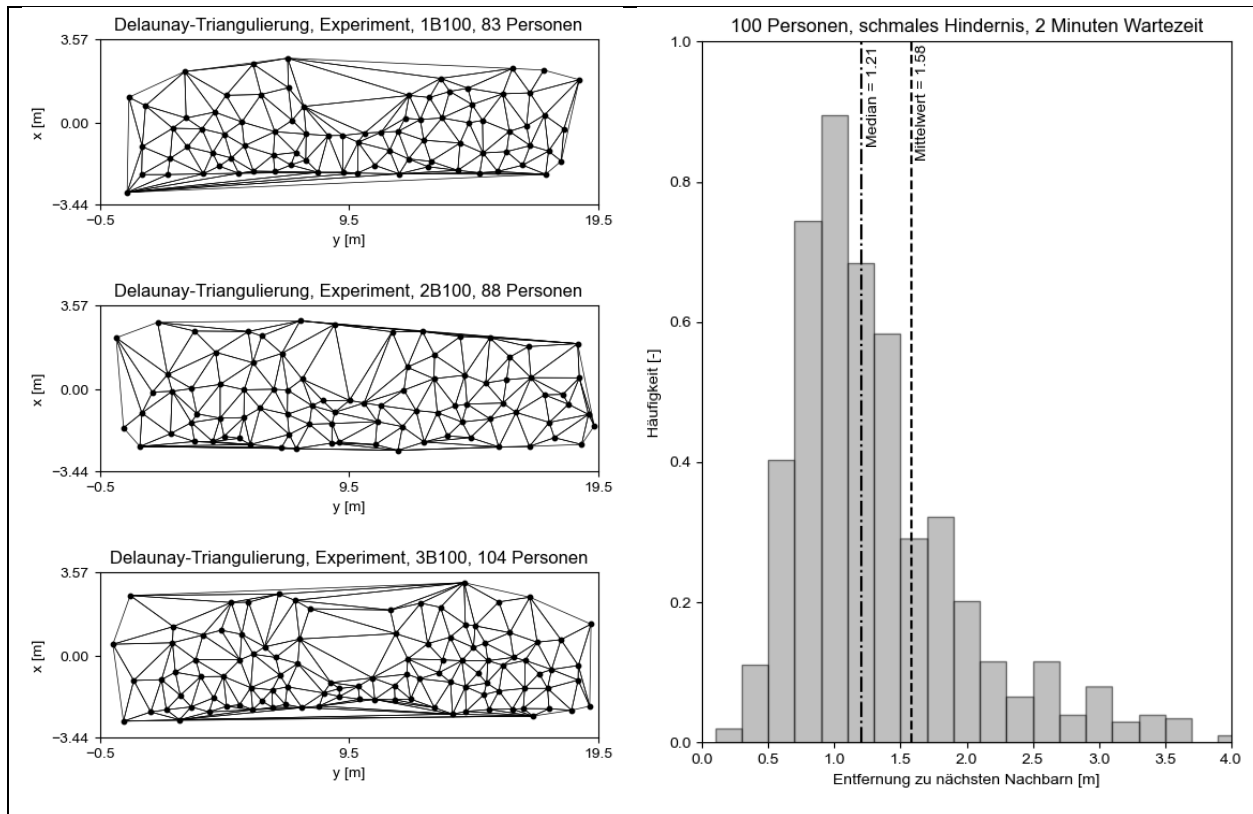 Delaunay-Triangulierung, Experiment, 1B100, 83 Personen
3.57
x [m]
0.00
−3.44
−0.5
9.5
19.5
y [m]
Delaunay-Triangulierung, Experiment, 2B100, 88 Personen
3.57
x [m]
0.00
−3.44
−0.5
9.5
19.5
y [m]
Delaunay-Triangulierung, Experiment, 3B100, 104 Personen
3.57
x [m]
0.00
−3.44
−0.5
9.5
19.5
y [m]
100 Personen, schmales Hindernis, 2 Minuten Wartezeit
1.0
0.8
0.6
0.4
0.2
0.0
Häufigkeit [-]
Median = 1.21
Mittelwert = 1.58
0.0 0.5 1.0 1.5 2.0 2.5 3.0 3.5 4.0
Entfernung zu nächsten Nachbarn [m]